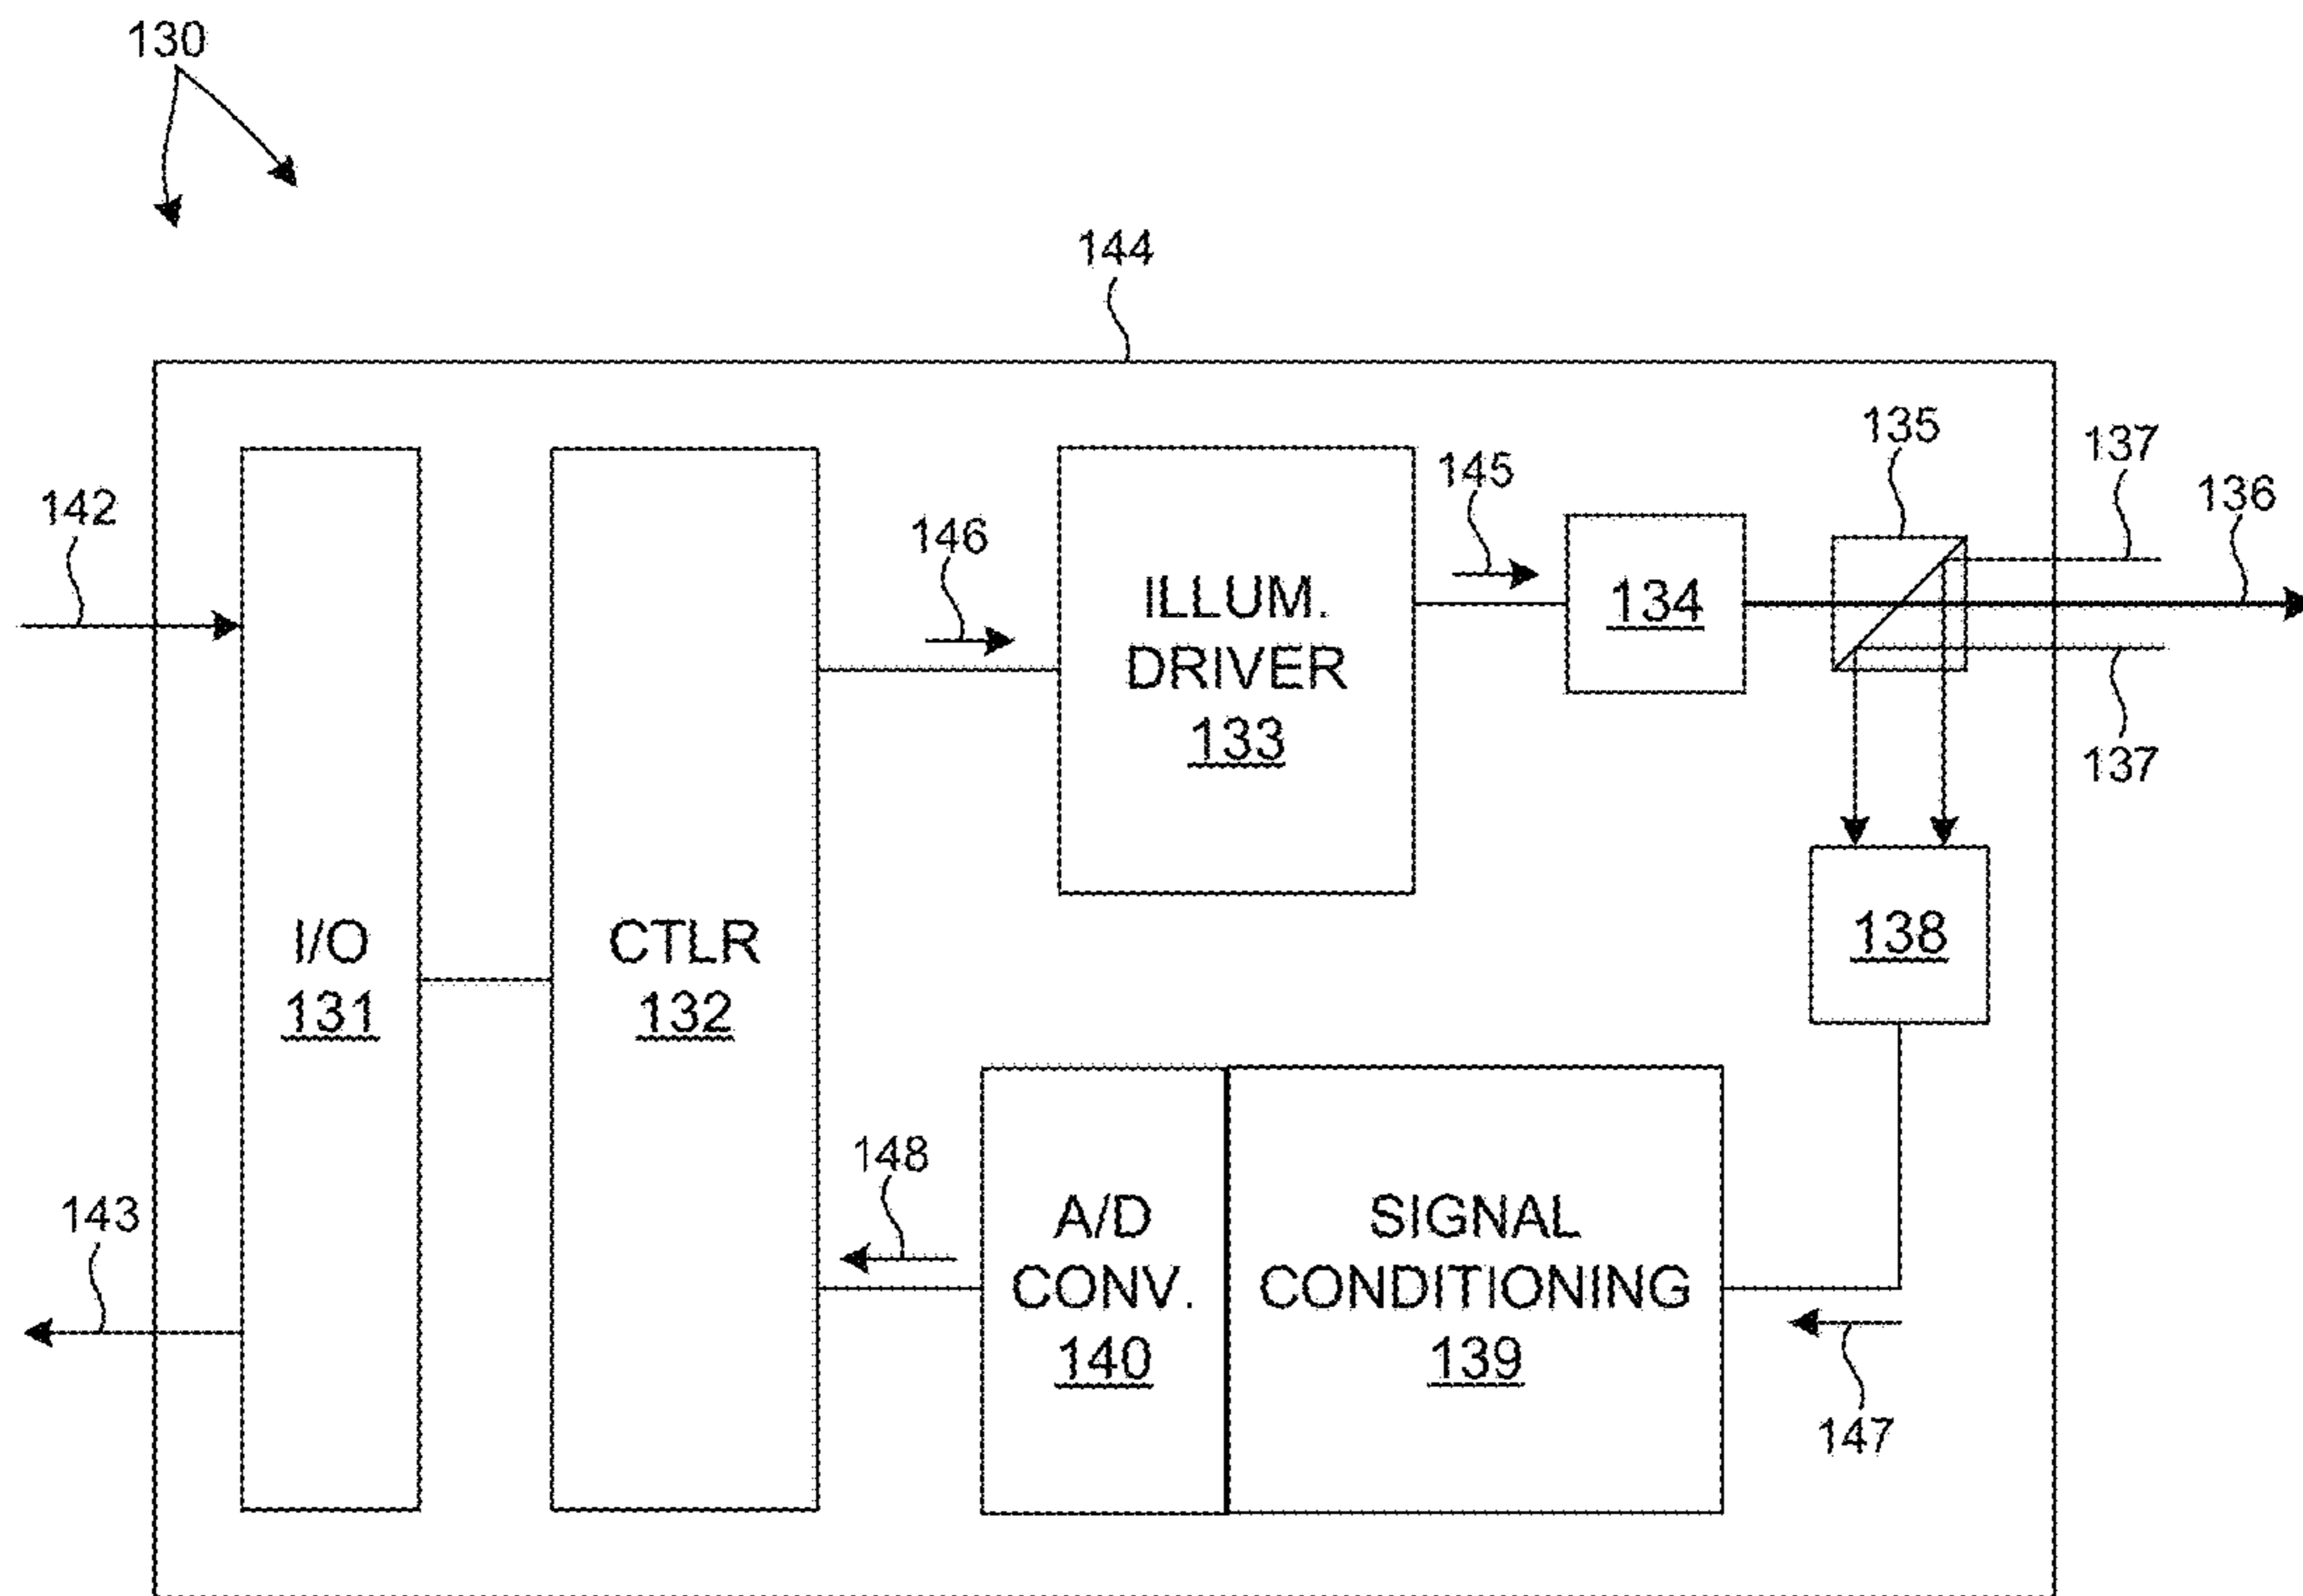 130
144
135
137
136
142
146
145
ILLUM.
DRIVER
133
134
137
I/O
131
CTLR
132
138
148
143
A/D
CONV.
140
SIGNAL
CONDITIONING
139
147